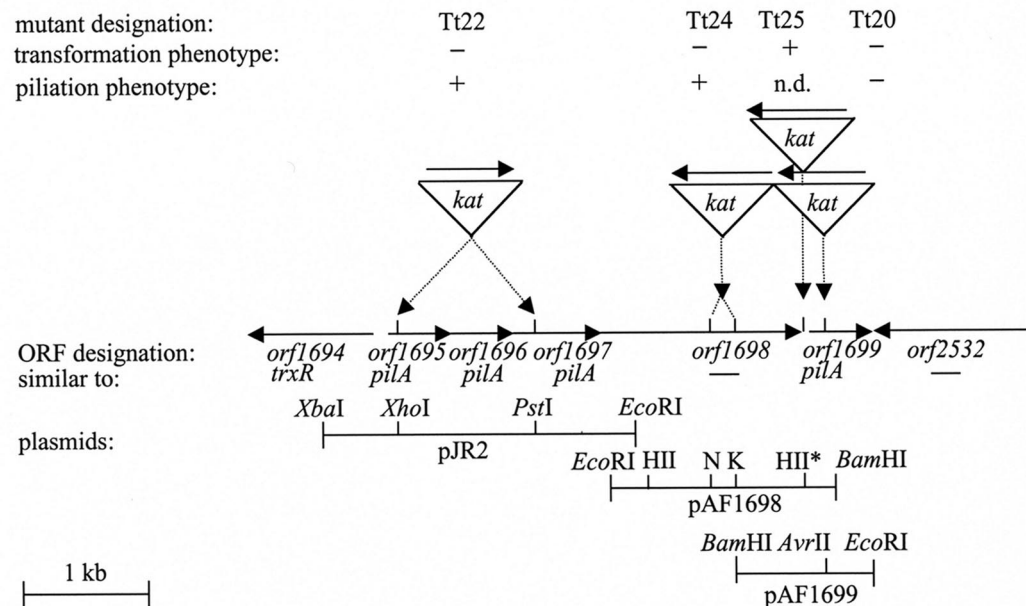 mutant designation: Tt22 Tt24 Tt25 Tt20
transformation phenotype: − − + −
piliation phenotype: + + n.d. −
kat
kat kat kat
ORF designation: orf1694 orf1695 orf1696 orf1697 orf1698 orf1699 orf2532
similar to: trxR pilA pilA pilA — pilA —
XbaI XhoI PstI EcoRI
plasmids:
pJR2
EcoRI HII N K HII* BamHI
pAF1698
BamHI AvrII EcoRI
1 kb
pAF1699